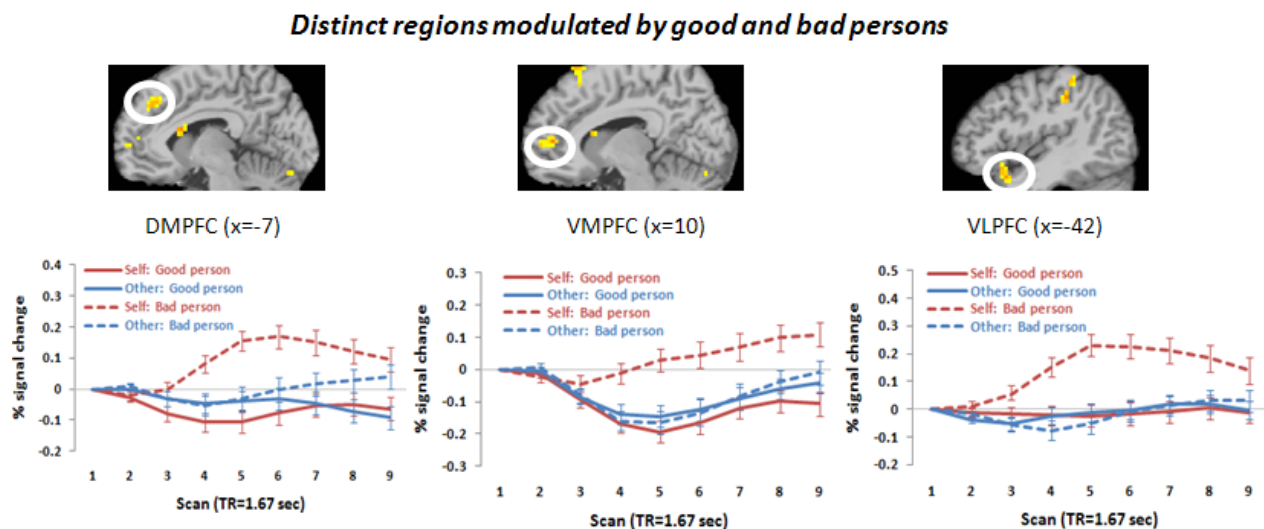 Distinct regions modulated by good and bad persons
DMPFC (x=-7)
VMPFC (x=10)
VLPFC (x=-42)
% signal change
0.4
0.3
0.2
0.1
0
-0.1
-0.2
Self: Good person
Other: Good person
Self: Bad person
Other: Bad person
1 2 3 4 5 6 7 8 9
Scan (TR=1.67 sec)
% signal change
0.3
0.2
0.1
0
-0.1
-0.2
-0.3
Self: Good person
Other: Good person
Self: Bad person
Other: Bad person
1 2 3 4 5 6 7 8 9
Scan (TR=1.67 sec)
% signal change
0.5
0.4
0.3
0.2
0.1
0
-0.1
-0.2
Self: Good person
Other: Good person
Self: Bad person
Other: Bad person
1 2 3 4 5 6 7 8 9
Scan (TR=1.67 sec)